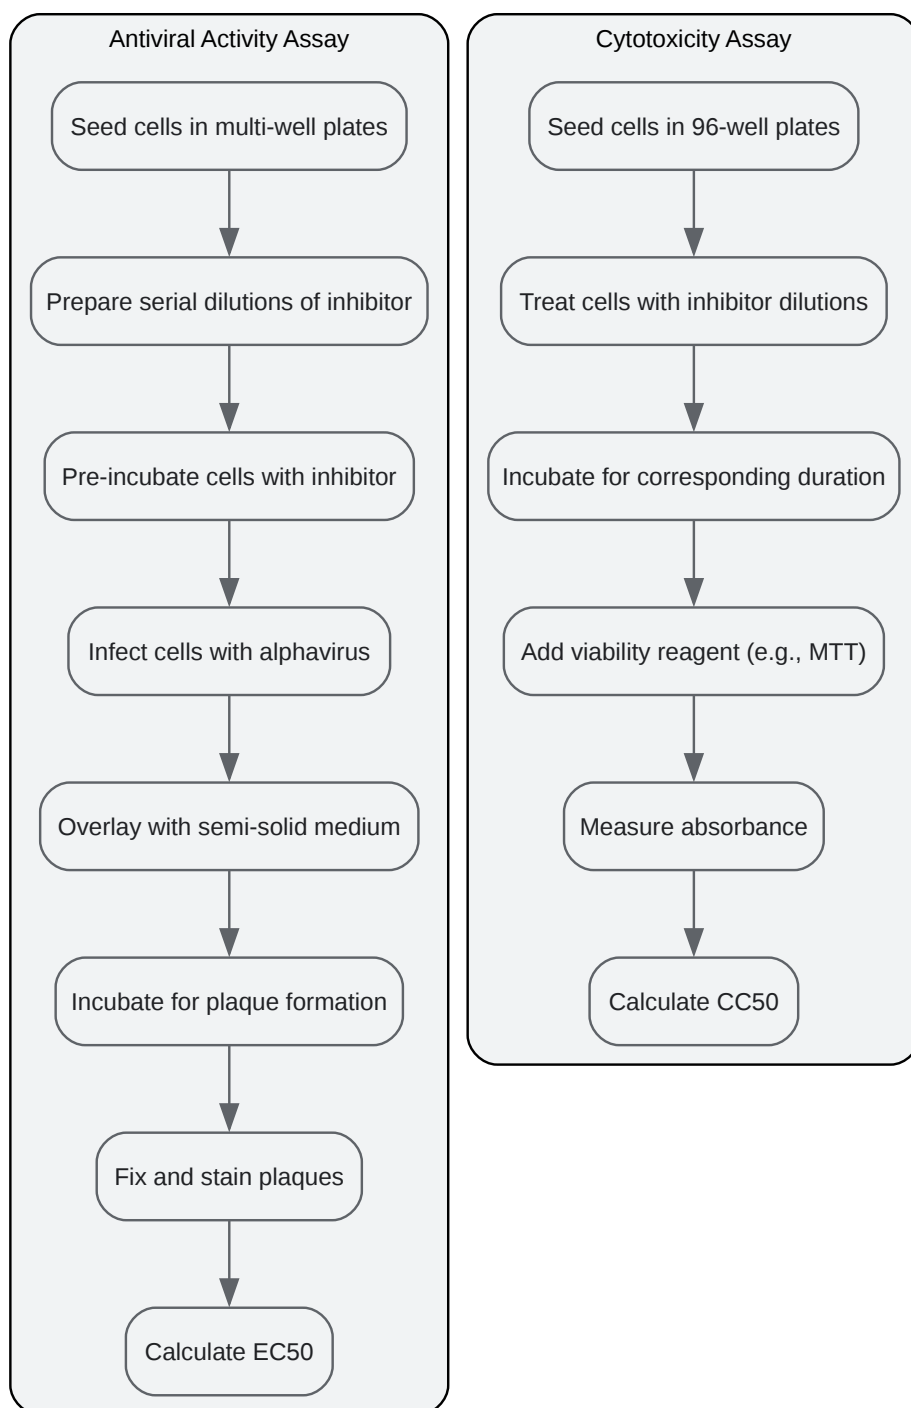 Antiviral Activity Assay
Seed cells in multi-well plates
Prepare serial dilutions of inhibitor
Pre-incubate cells with inhibitor
Infect cells with alphavirus
Overlay with semi-solid medium
Incubate for plaque formation
Fix and stain plaques
Calculate EC50
Cytotoxicity Assay
Seed cells in 96-well plates
Treat cells with inhibitor dilutions
Incubate for corresponding duration
Add viability reagent (e.g., MTT)
Measure absorbance
Calculate CC50